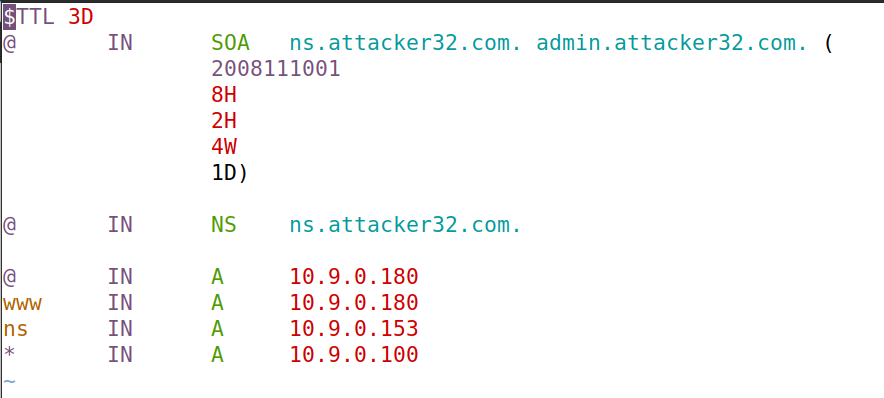 $TTL 3D
@       IN      SOA   ns.attacker32.com. admin.attacker32.com. (
                2008111001
                8H
                2H
                4W
                1D)

@       IN      NS    ns.attacker32.com.

@       IN      A     10.9.0.180
www     IN      A     10.9.0.180
ns      IN      A     10.9.0.153
*       IN      A     10.9.0.100
~